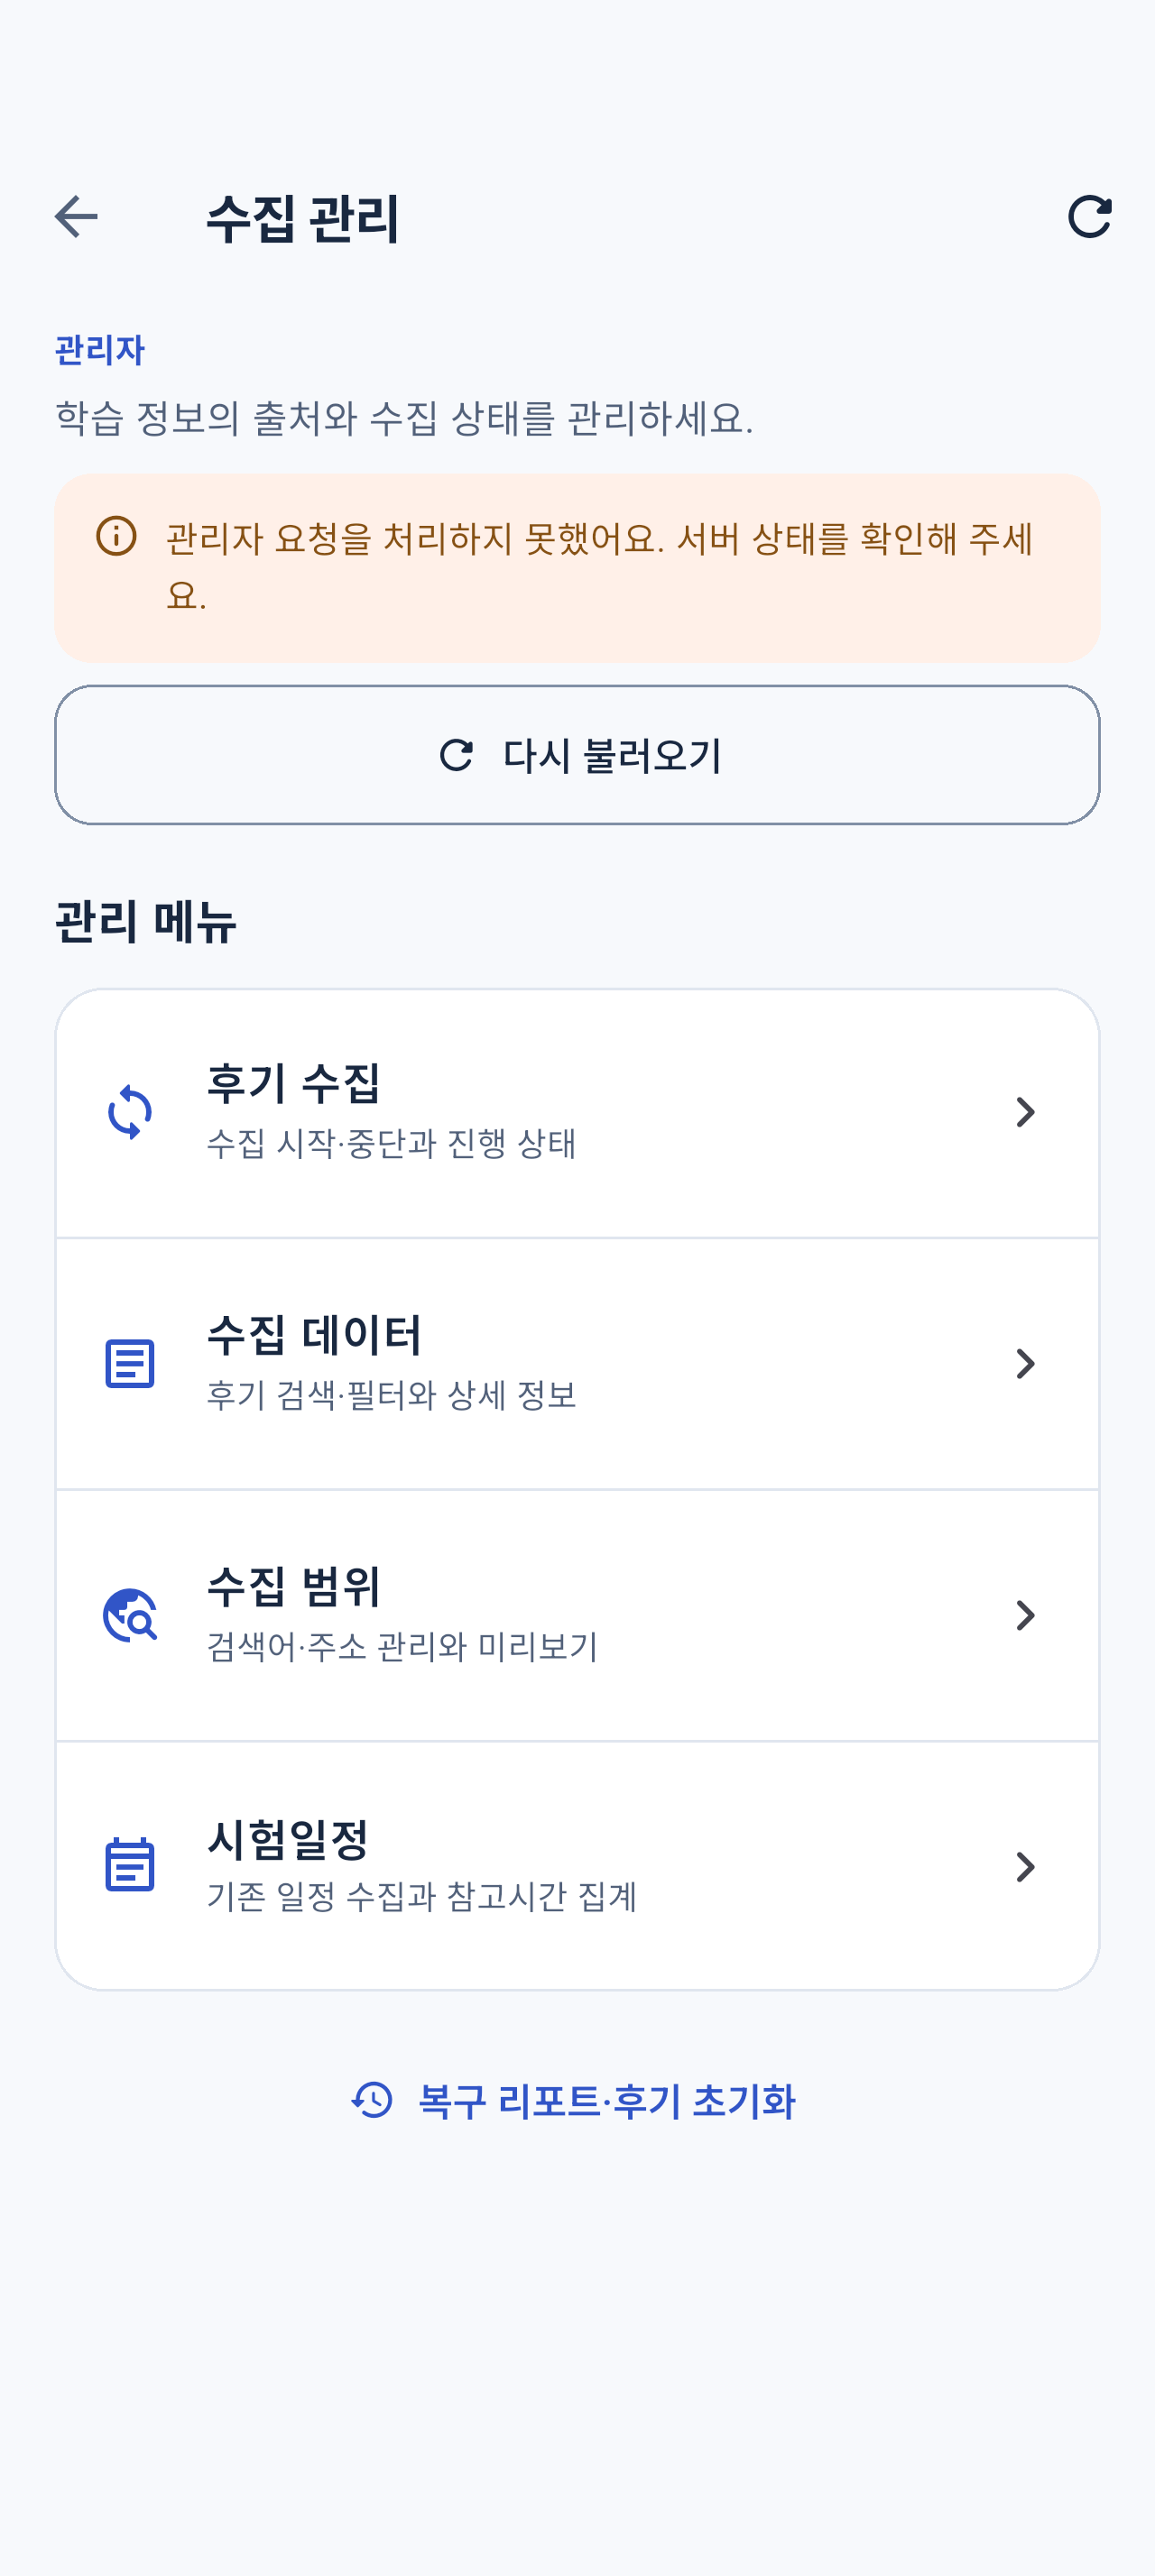 수집 관리
관리자
학습 정보의 출처와 수집 상태를 관리하세요.
관리자 요청을 처리하지 못했어요. 서버 상태를 확인해 주세
요.
다시 불러오기
관리 메뉴
후기 수집
수집 시작·중단과 진행 상태
수집 데이터
후기 검색·필터와 상세 정보
수집 범위
검색어·주소 관리와 미리보기
시험일정
기존 일정 수집과 참고시간 집계
복구 리포트·후기 초기화